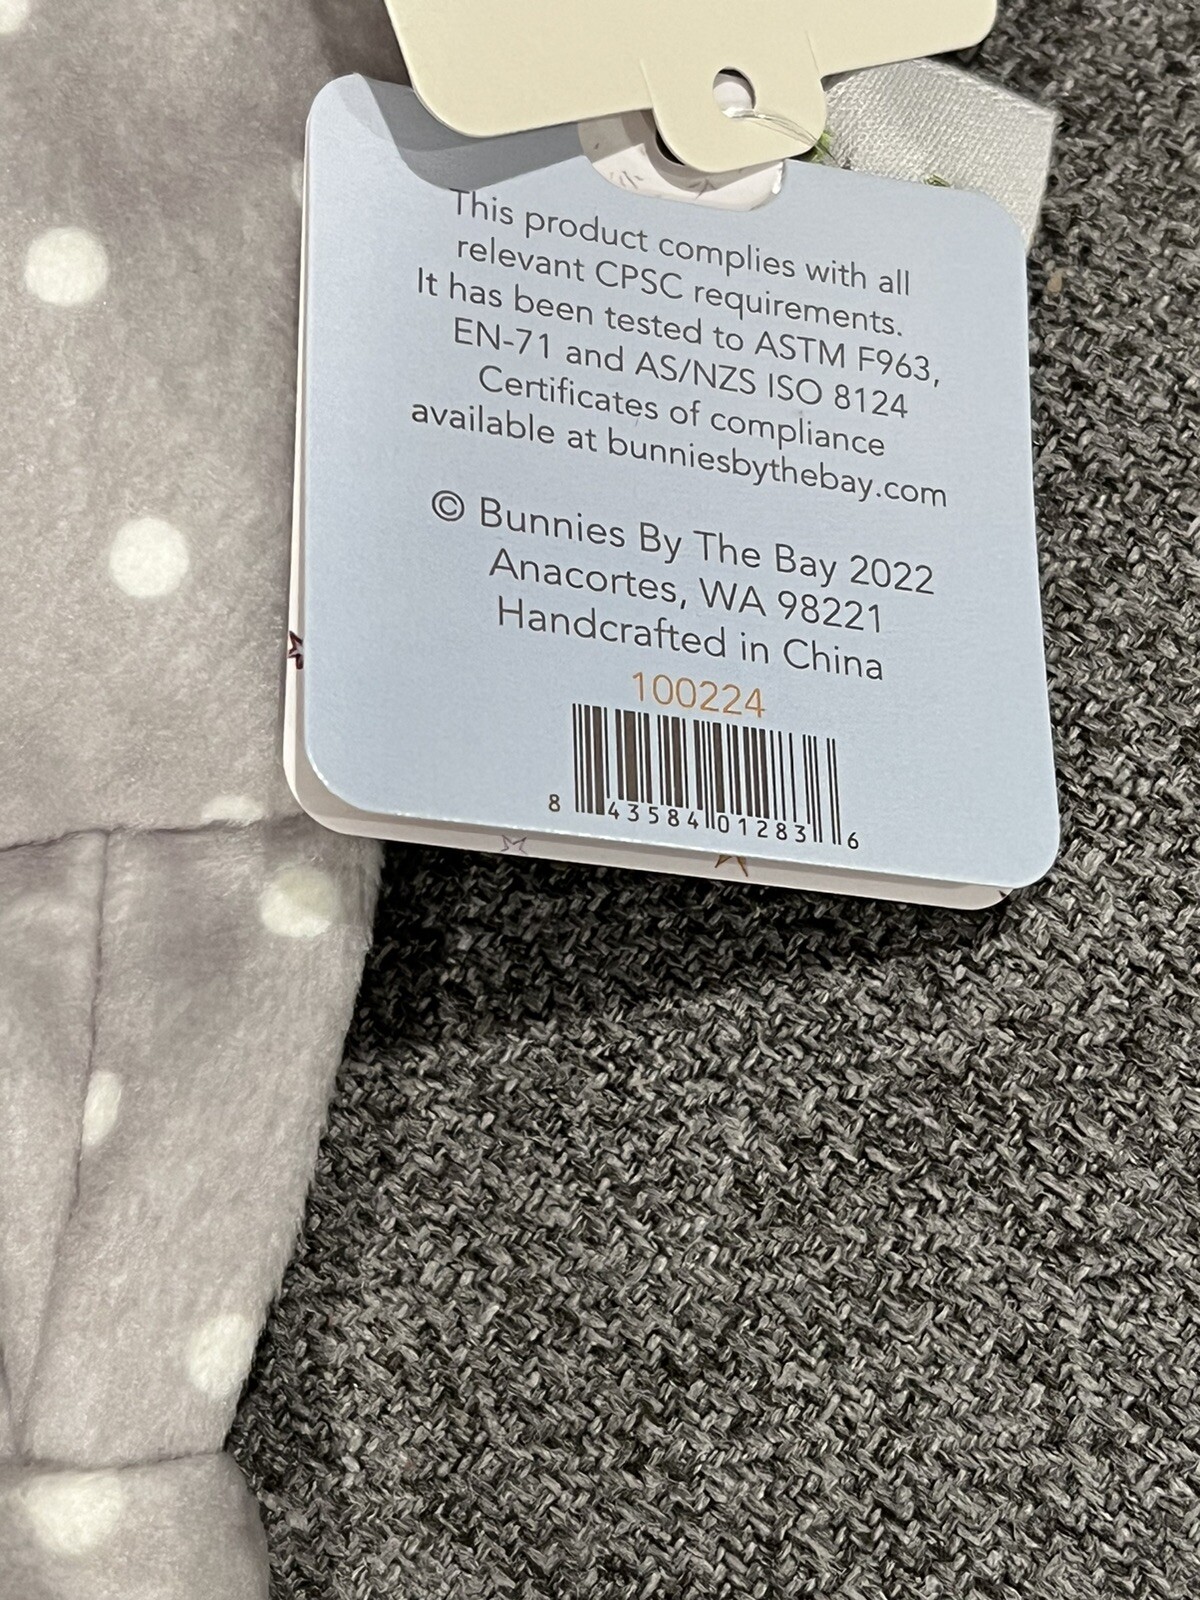 This product complies with all
relevant CPSC requirements.
It has been tested to ASTM F963,
EN-71 and AS/NZS ISO 8124
Certificates of compliance
available at bunniesbythebay.com
© Bunnies By The Bay 2022
Anacortes, WA 98221
Handcrafted in China
100224
8 43584 01283 6